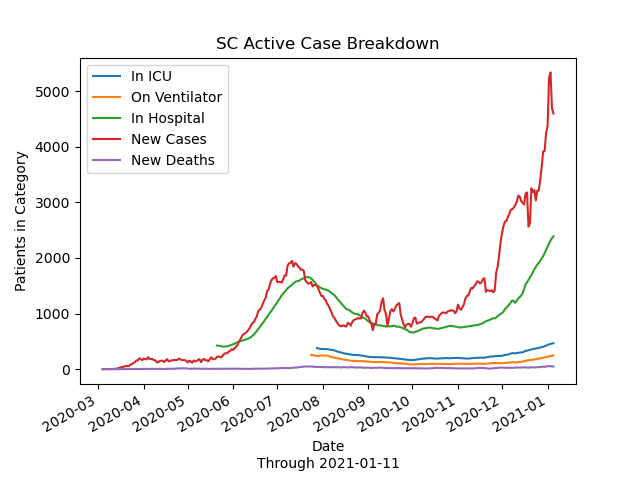 SC Active Case Breakdown
In ICU
On Ventilator
In Hospital
New Cases
New Deaths
Patients in Category
5000
4000
3000
2000
1000
0
2020-03
2020-04
2020-05
2020-06
2020-07
2020-08
2020-09
2020-10
2020-11
2020-12
2021-01
Date
Through 2021-01-11